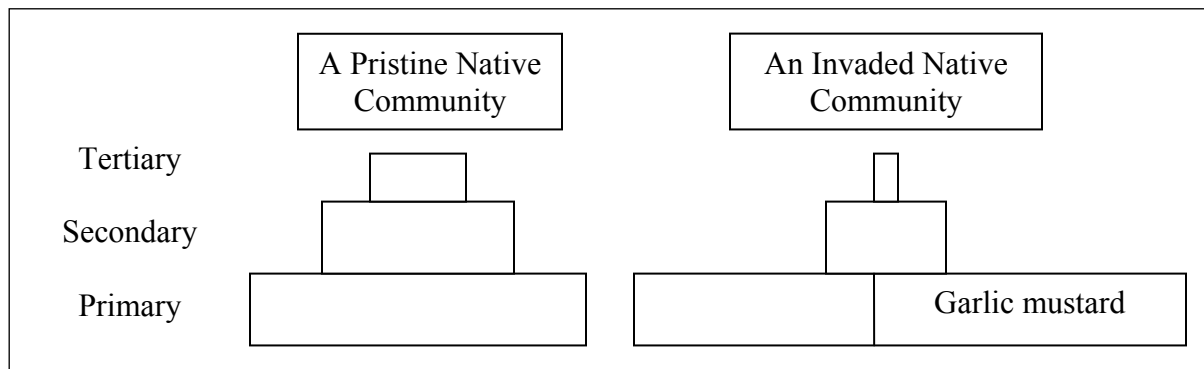 A Pristine Native
Community
An Invaded Native
Community
Tertiary
Secondary
Primary
Garlic mustard